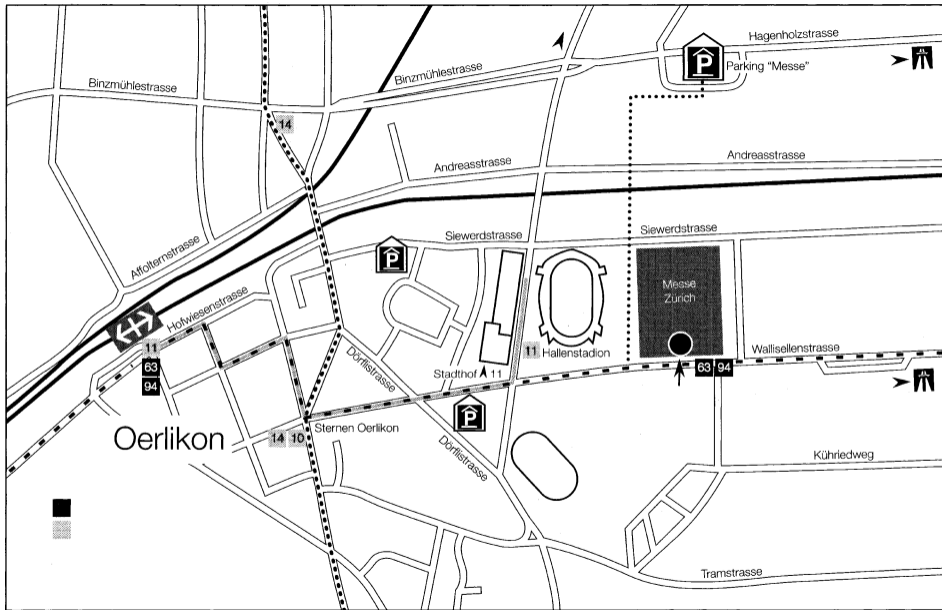 Hagenholzstrasse
P
Parking "Messe"
Binzmühlestrasse
Binzmühlestrasse
14
Andreasstrasse
Andreasstrasse
Siewerdstrasse
Siewerdstrasse
Affolternstrasse
P
Messe
Zürich
Hofwiesenstrasse
11
63
94
11
Hallenstadion
Wallisellenstrasse
Stadthof 11
63 94
Dörflistrasse
P
Oerlikon
14 10
Sternen Oerlikon
Dörflistrasse
Kühriedweg
Tramstrasse